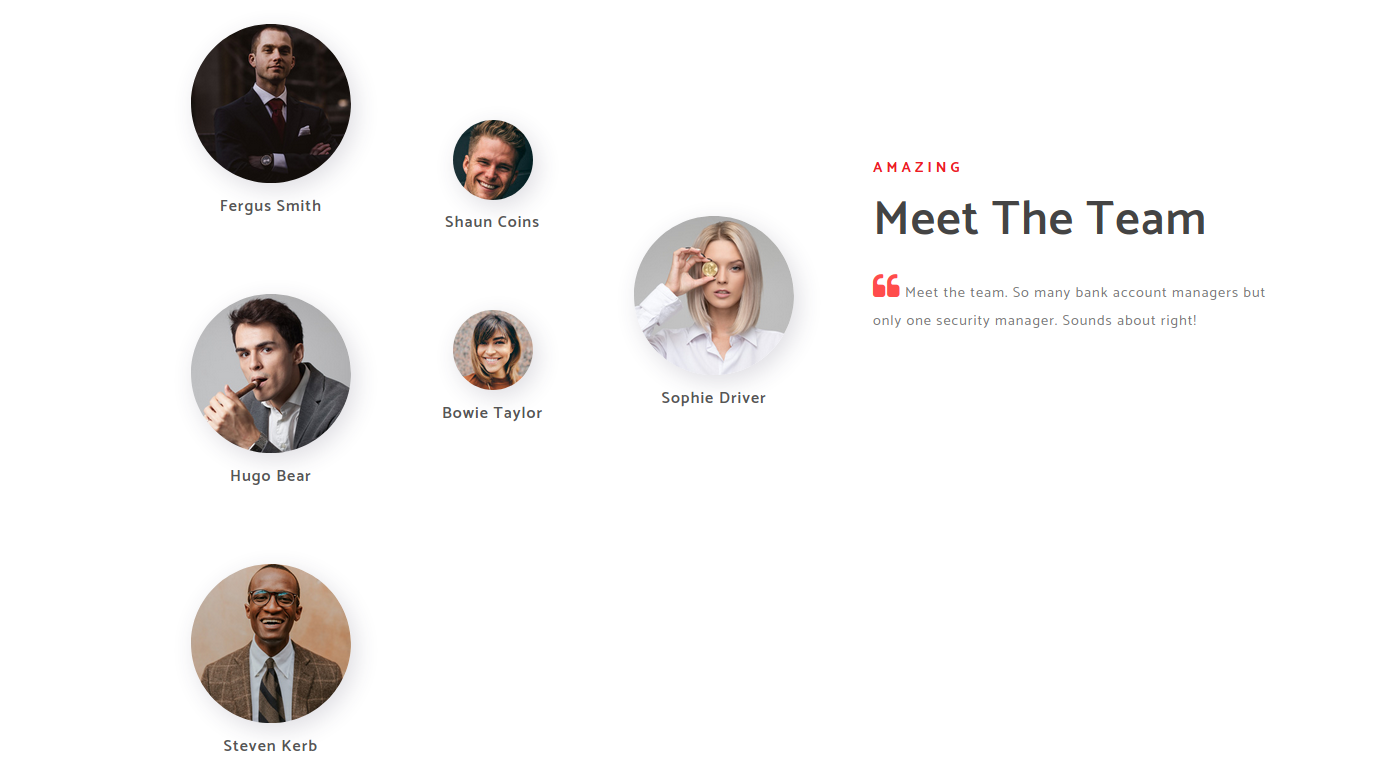 Fergus Smith
Shaun Coins
Hugo Bear
Bowie Taylor
Sophie Driver
Steven Kerb
AMAZING
Meet The Team
Meet the team. So many bank account managers but
only one security manager. Sounds about right!